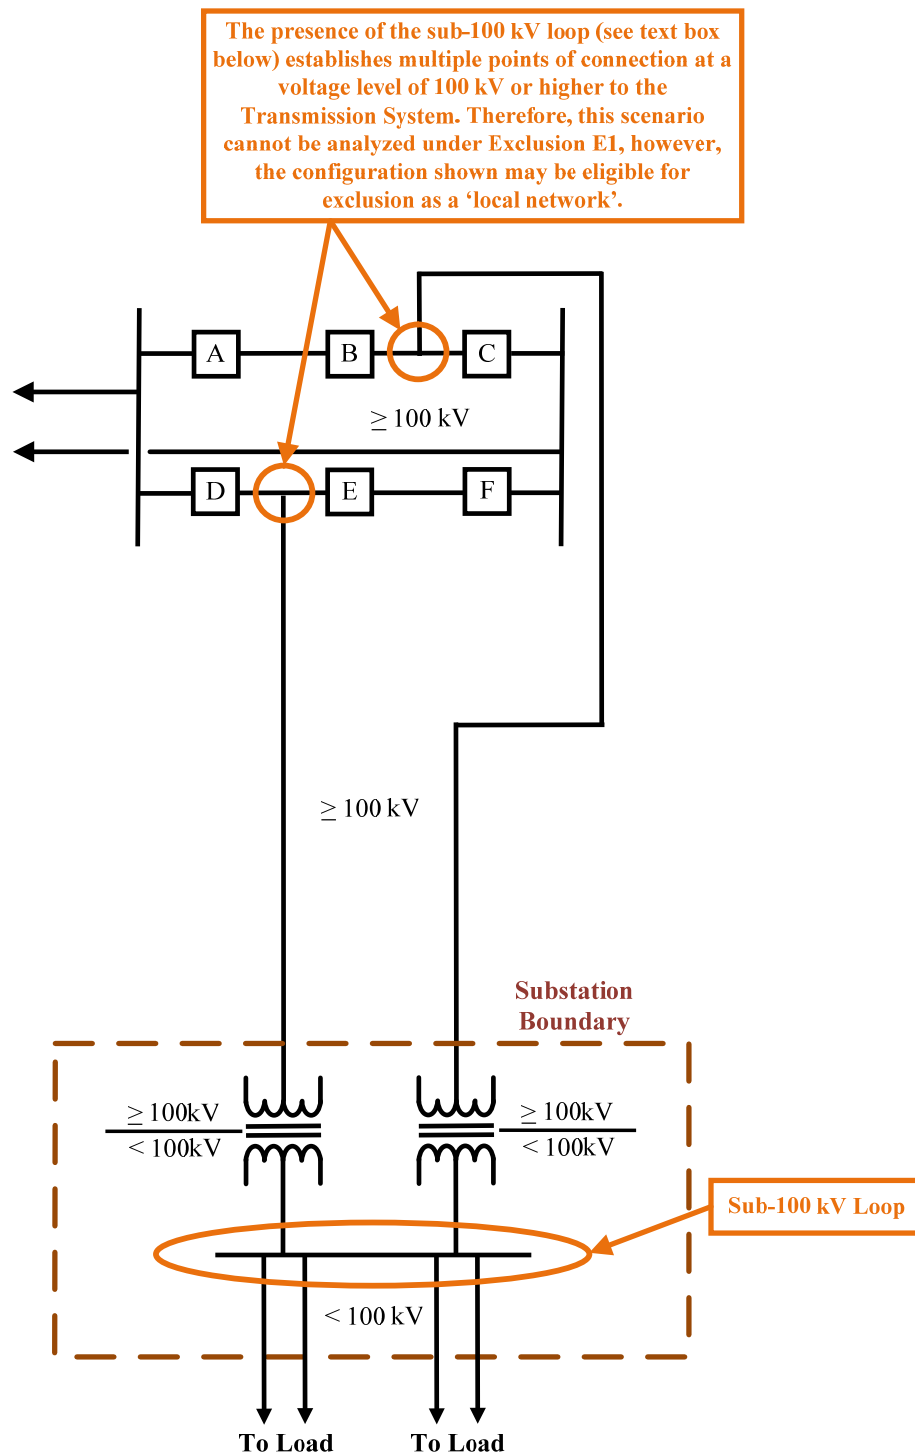 The presence of the sub-100 kV loop (see text box
below) establishes multiple points of connection at a
voltage level of 100 kV or higher to the
Transmission System. Therefore, this scenario
cannot be analyzed under Exclusion E1, however,
the configuration shown may be eligible for
exclusion as a ‘local network’.
A
B
C
≥ 100 kV
D
E
F
≥ 100 kV
Substation
Boundary
≥ 100kV
< 100kV
≥ 100kV
< 100kV
Sub-100 kV Loop
< 100 kV
To Load
To Load